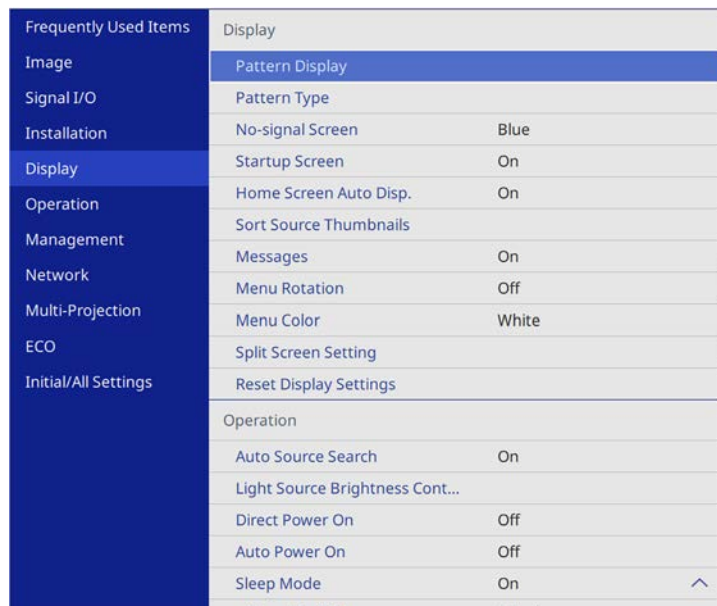 Frequently Used Items
Image
Signal I/O
Installation
Display
Operation
Management
Network
Multi-Projection
ECO
Initial/All Settings
Display
Pattern Display
Pattern Type
No-signal Screen Blue
Startup Screen On
Home Screen Auto Disp. On
Sort Source Thumbnails
Messages On
Menu Rotation Off
Menu Color White
Split Screen Setting
Reset Display Settings
Operation
Auto Source Search On
Light Source Brightness Cont...
Direct Power On Off
Auto Power On Off
Sleep Mode On